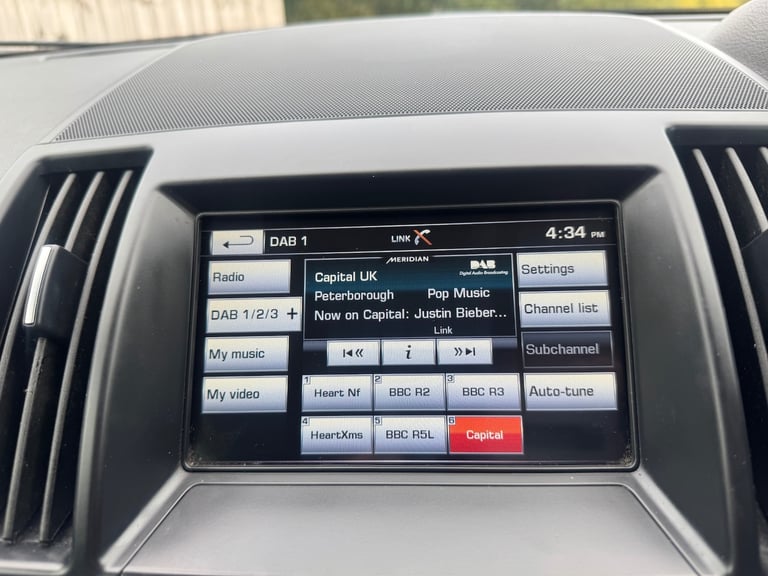 DAB 1
LINK
4:34 PM
MERIDIAN
Radio
Capital UK
DAB
Digital Audio Broadcasting
Settings
Peterborough Pop Music
DAB 1/2/3 +
Now on Capital: Justin Bieber...
Channel list
Link
My music
i
Subchannel
My video
1 Heart Nf
2 BBC R2
3 BBC R3
Auto-tune
4 HeartXms
5 BBC R5L
6 Capital